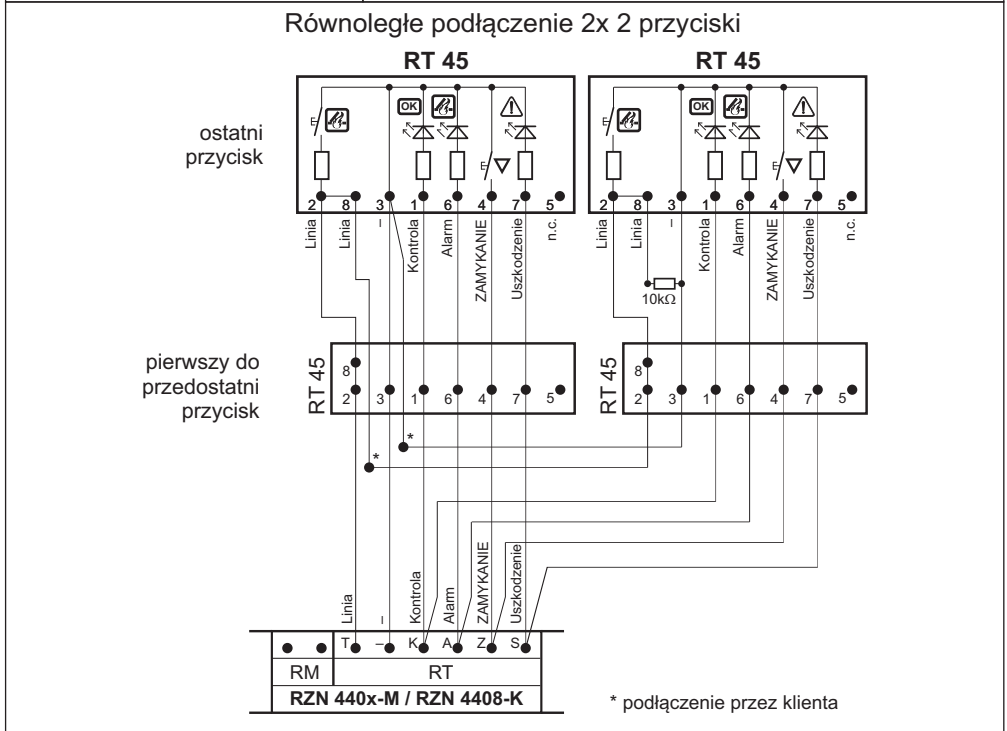 Równoległe podłączenie 2x 2 przyciski
RT 45 RT 45
OK OK
ostatni
przycisk
2 8 3 1 6 4 7 5 2 8 3 1 6 4 7 5
Linia Linia – Kontrola Alarm ZAMYKANIE Uszkodzenie n.c. Linia Linia – Kontrola Alarm ZAMYKANIE Uszkodzenie n.c.
10kΩ
pierwszy do
przedostatni
przycisk
RT 45 8 RT 45 8
2 3 1 6 4 7 5 2 3 1 6 4 7 5
*
*
Linia – Kontrola Alarm ZAMYKANIE Uszkodzenie
T – K A Z S
RM RT
RZN 440x-M / RZN 4408-K
* podłączenie przez klienta